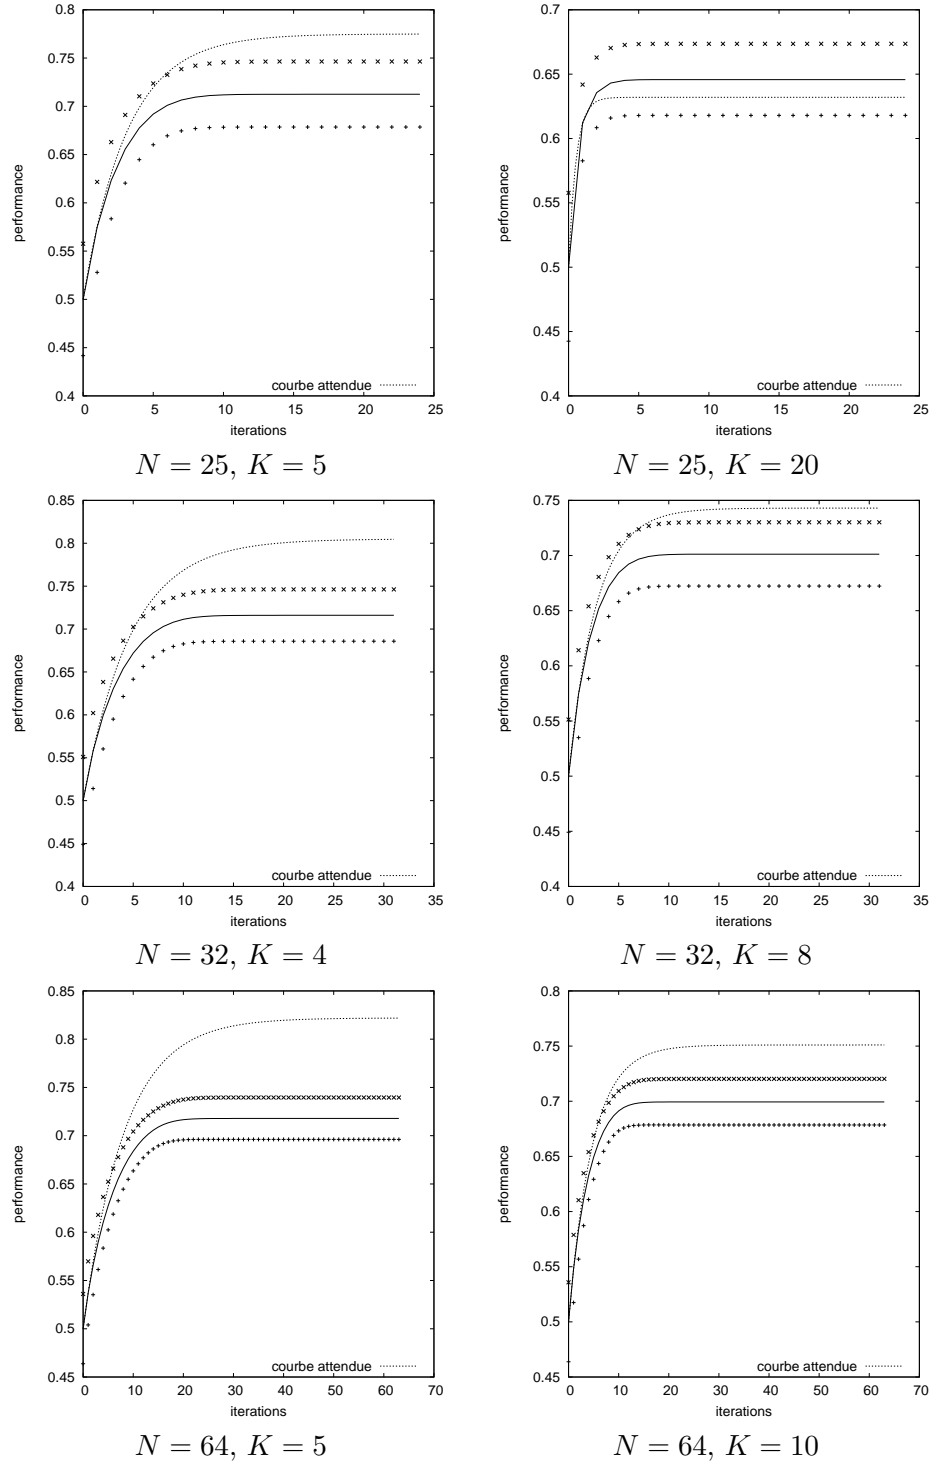 0.8
0.75
0.7
0.65
0.6
0.55
0.5
0.45
0.4
performance
courbe attendue
0 5 10 15 20 25
iterations
N = 25, K = 5
0.7
0.65
0.6
0.55
0.5
0.45
0.4
performance
courbe attendue
0 5 10 15 20 25
iterations
N = 25, K = 20
0.85
0.8
0.75
0.7
0.65
0.6
0.55
0.5
0.45
0.4
performance
courbe attendue
0 5 10 15 20 25 30 35
iterations
N = 32, K = 4
0.75
0.7
0.65
0.6
0.55
0.5
0.45
0.4
performance
courbe attendue
0 5 10 15 20 25 30 35
iterations
N = 32, K = 8
0.85
0.8
0.75
0.7
0.65
0.6
0.55
0.5
0.45
performance
courbe attendue
0 10 20 30 40 50 60 70
iterations
N = 64, K = 5
0.8
0.75
0.7
0.65
0.6
0.55
0.5
0.45
performance
courbe attendue
0 10 20 30 40 50 60 70
iterations
N = 64, K = 10